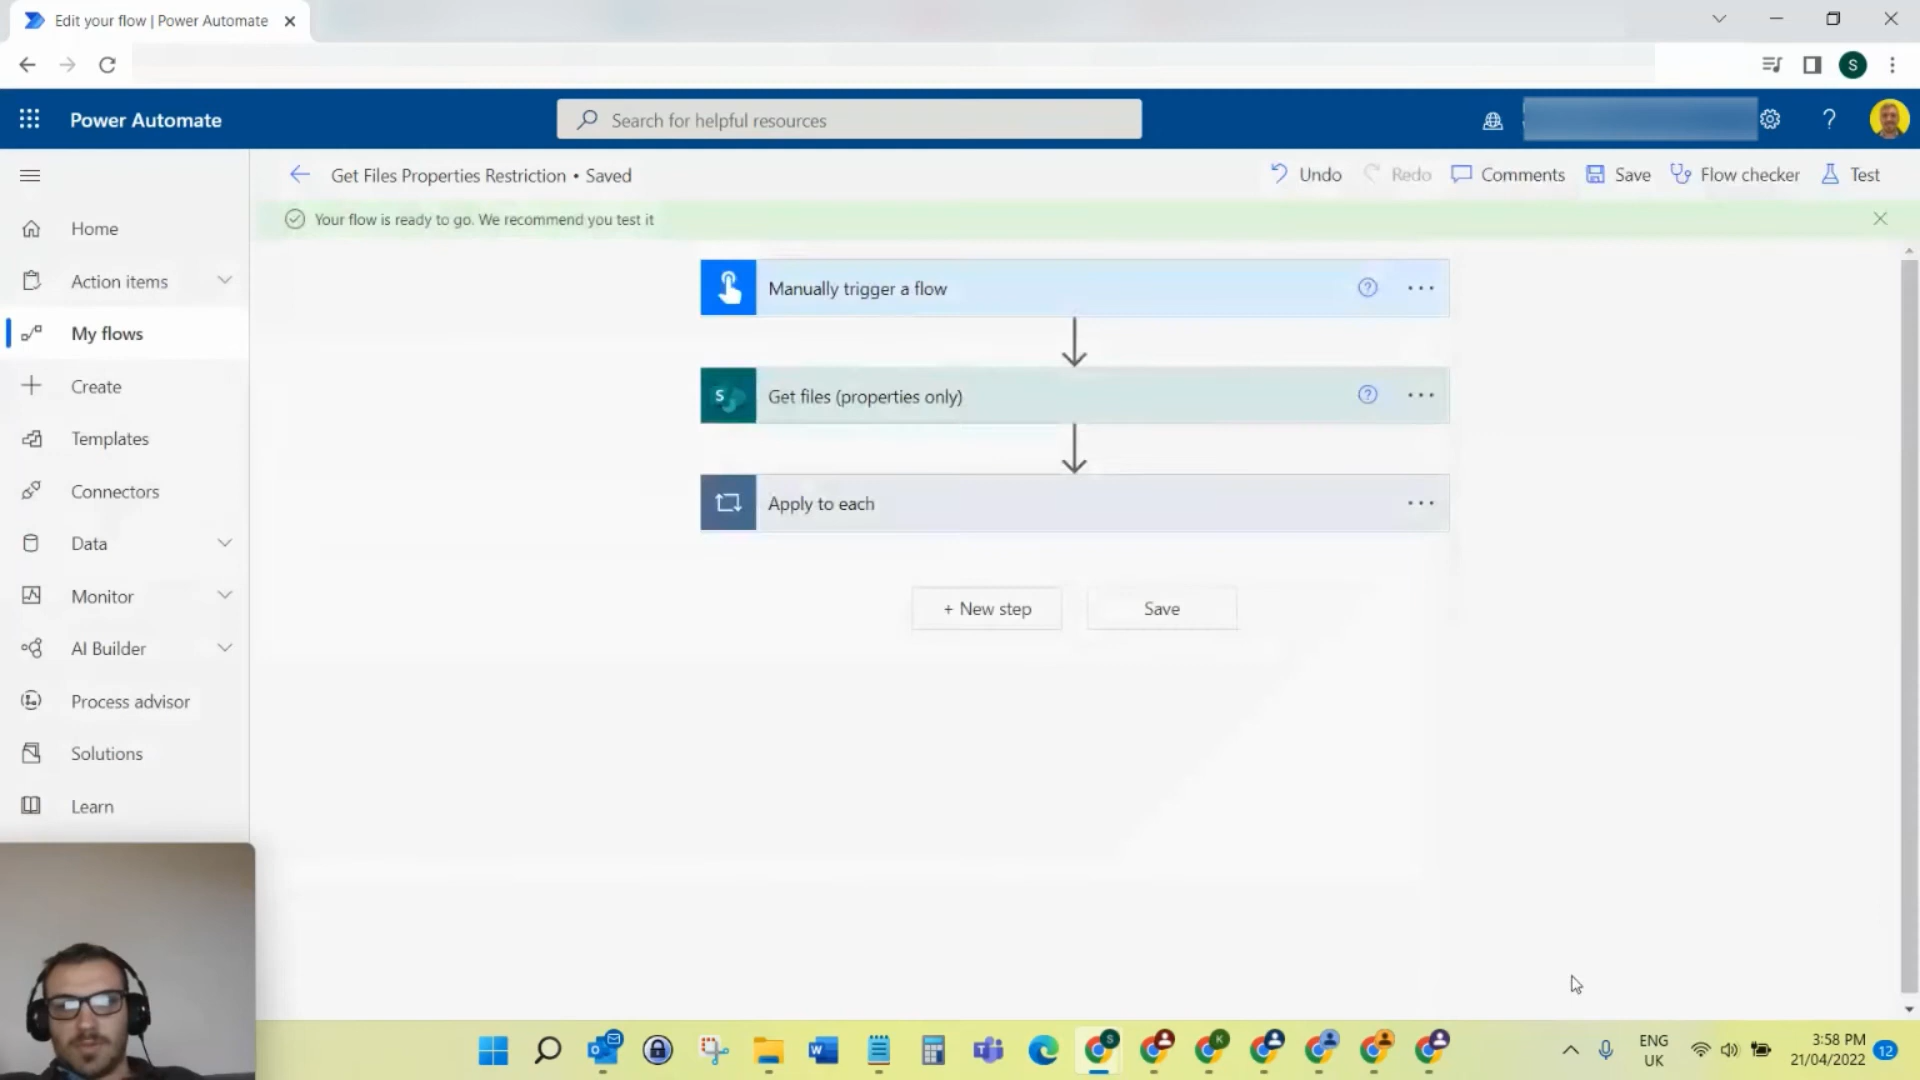 Edit your flow | Power Automate
S
Power Automate
Search for helpful resources
?
Get Files Properties Restriction • Saved
Undo
Redo
Comments
Save
Flow checker
Test
Your flow is ready to go. We recommend you test it
Home
Action items
My flows
Create
Templates
Connectors
Data
Monitor
AI Builder
Process advisor
Solutions
Learn
Manually trigger a flow
Get files (properties only)
Apply to each
+ New step
Save
ENG
UK
3:58 PM
21/04/2022
12